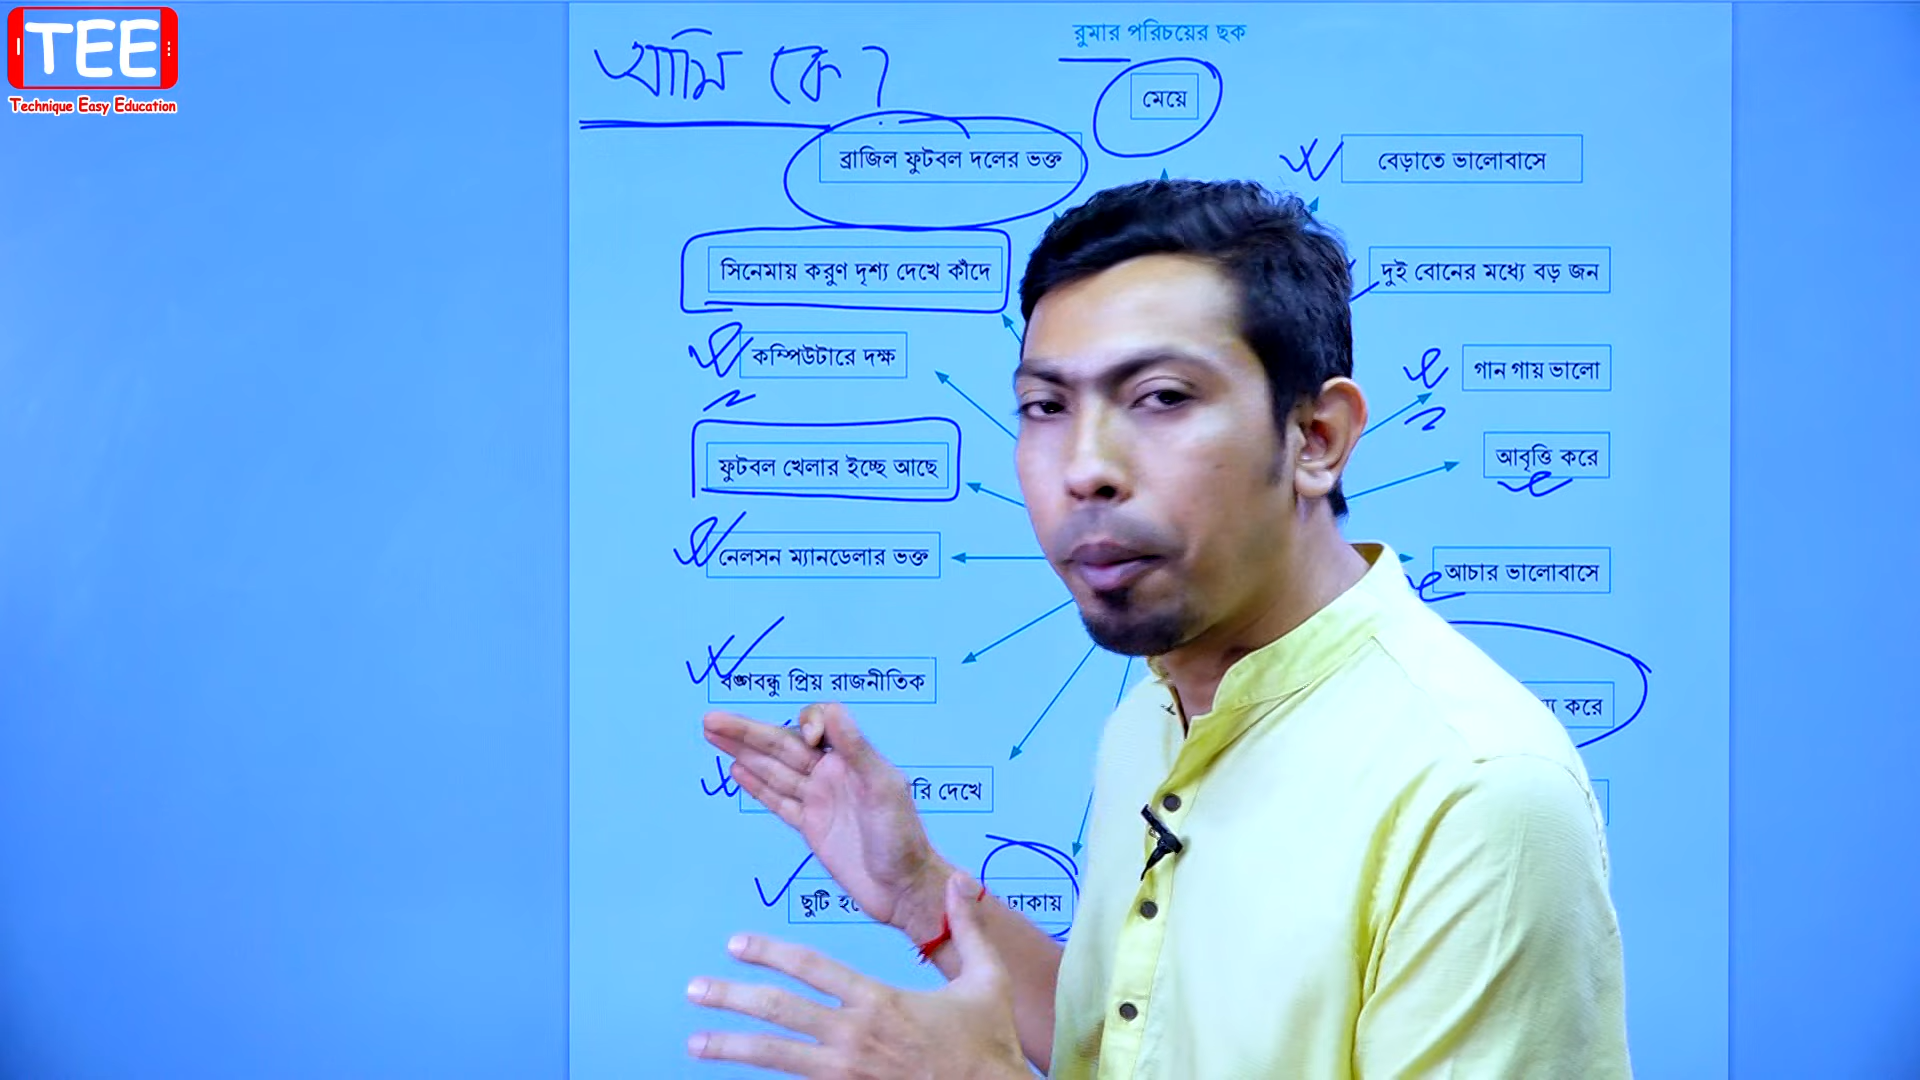 TEE
Technique Easy Education
আমি কে?
রুমার পরিচয়ের ছক
মেয়ে
ব্রাজিল ফুটবল দলের ভক্ত
বেড়াতে ভালোবাসে
সিনেমায় করুণ দৃশ্য দেখে কাঁদে
দুই বোনের মধ্যে বড় জন
কম্পিউটারে দক্ষ
গান গায় ভালো
ফুটবল খেলার ইচ্ছে আছে
আবৃত্তি করে
নেলসন ম্যানডেলার ভক্ত
আচার ভালোবাসে
বঙ্গবন্ধু প্রিয় রাজনীতিক
করে
দেখে
ছুটি
ঢাকায়